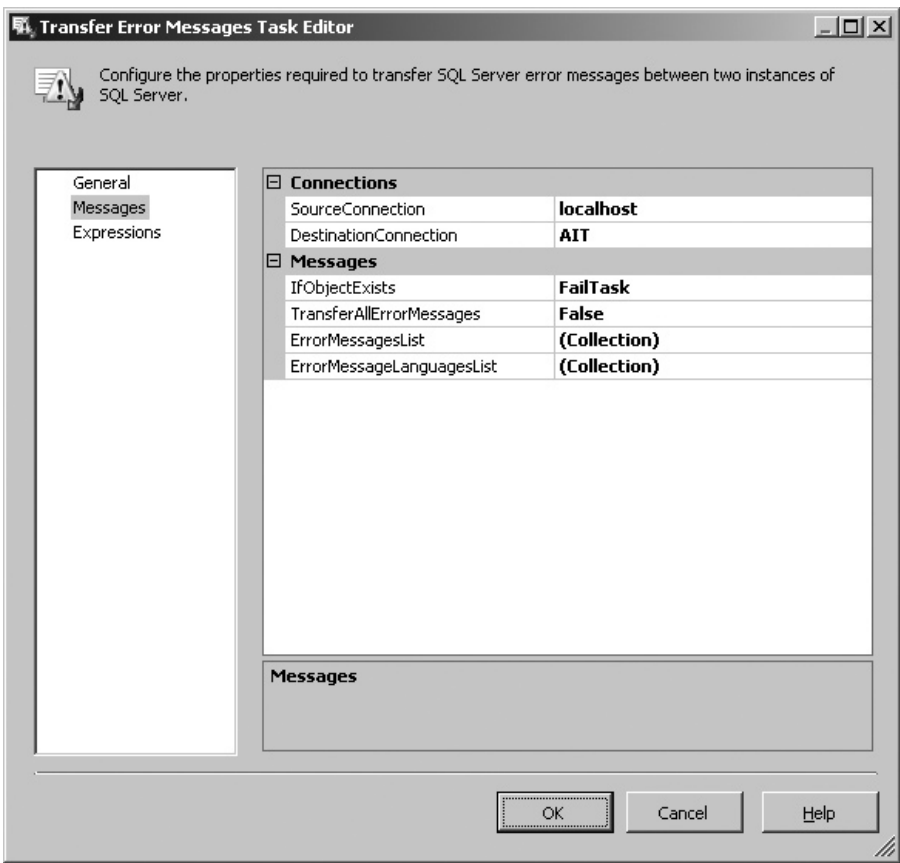 Transfer Error Messages Task Editor
Configure the properties required to transfer SQL Server error messages between two instances of
SQL Server.
General
Messages
Expressions
Connections
SourceConnection localhost
DestinationConnection AIT
Messages
IfObjectExists FailTask
TransferAllErrorMessages False
ErrorMessagesList (Collection)
ErrorMessageLanguagesList (Collection)
Messages
OK Cancel Help